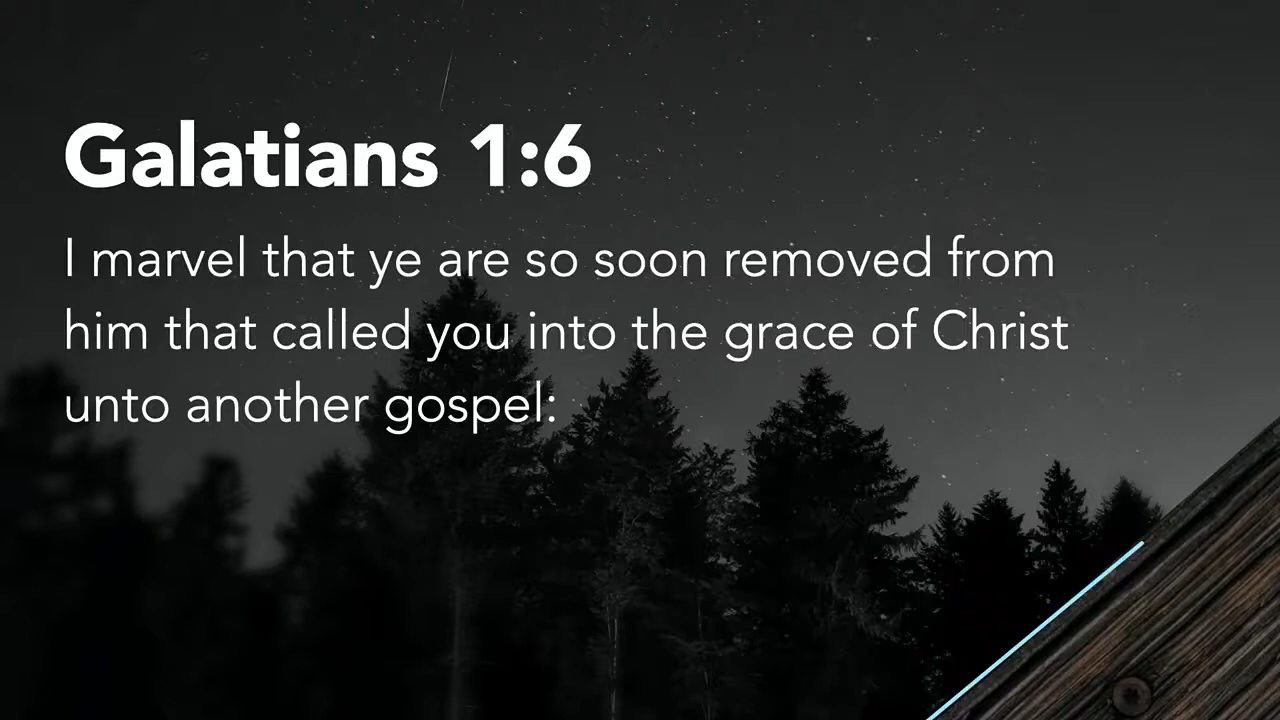 Galatians 1:6
I marvel that ye are so soon removed from
him that called you into the grace of Christ
unto another gospel: